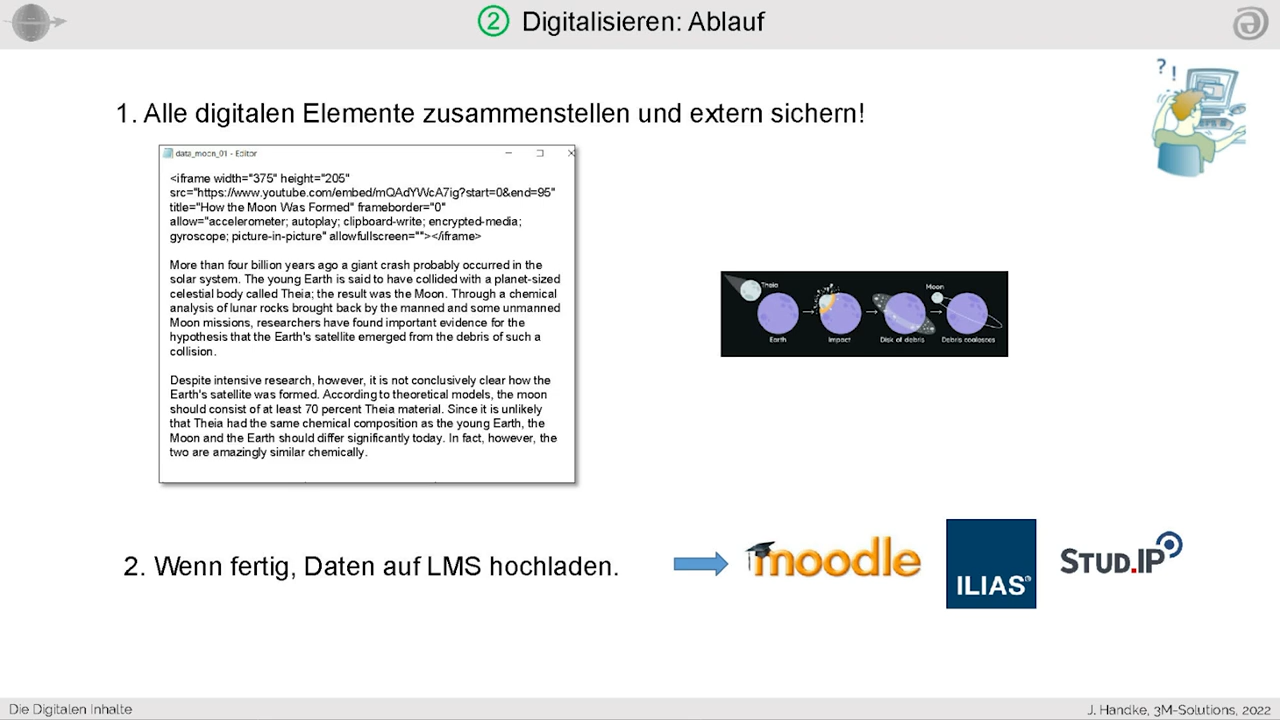 ② Digitalisieren: Ablauf
? !
1. Alle digitalen Elemente zusammenstellen und extern sichern!
data_mocn_01 - Editor
<iframe width="375" height="205"
src="https://www.youtube.com/embed/mQAdYWcA7ig?start=0&end=95"
title="How the Moon Was Formed" frameborder="0"
allow="accelerometer; autoplay; clipboard-write; encrypted-media;
gyroscope; picture-in-picture" allowfullscreen=""></iframe>
More than four billion years ago a giant crash probably occurred in the
solar system. The young Earth is said to have collided with a planet-sized
celestial body called Theia; the result was the Moon. Through a chemical
analysis of lunar rocks brought back by the manned and some unmanned
Moon missions, researchers have found important evidence for the
hypothesis that the Earth's satellite emerged from the debris of such a
collision.
Despite intensive research, however, it is not conclusively clear how the
Earth's satellite was formed. According to theoretical models, the moon
should consist of at least 70 percent Theia material. Since it is unlikely
that Theia had the same chemical composition as the young Earth, the
Moon and the Earth should differ significantly today. In fact, however, the
two are amazingly similar chemically.
Theia
Moon
Earth
Impact
Disk of debris
Debris coalesces
2. Wenn fertig, Daten auf LMS hochladen.
moodle
ILIAS®
STUD.IP
Die Digitalen Inhalte
J. Handke, 3M-Solutions, 2022